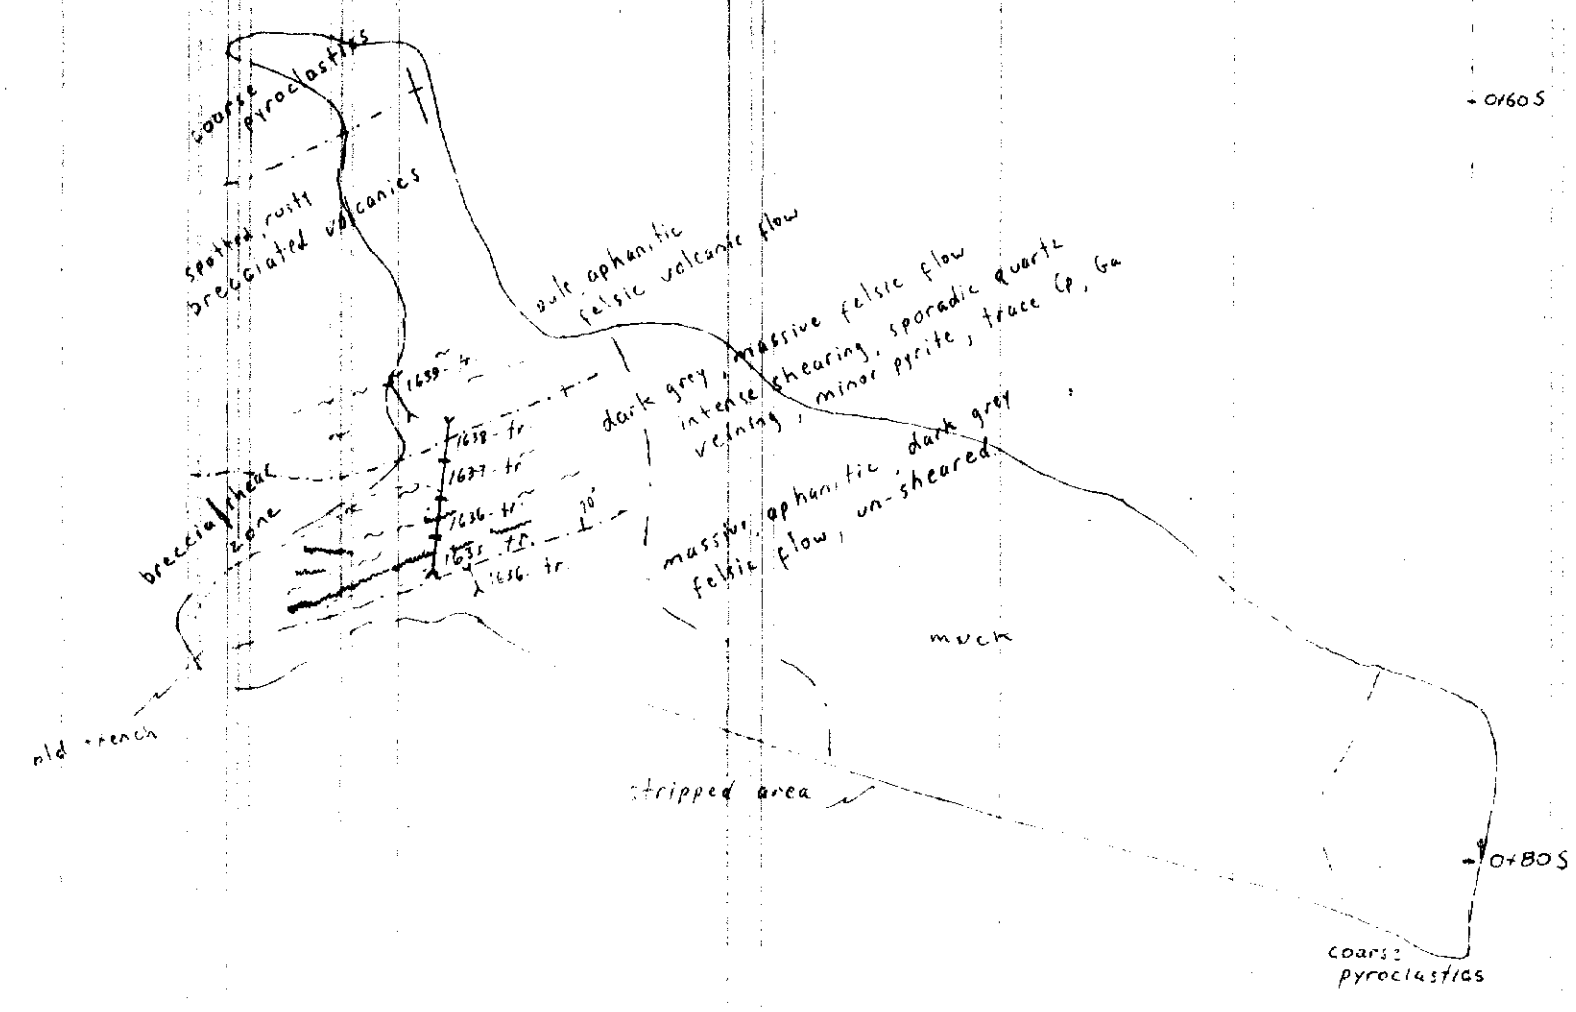 coarse
pyroclastics
0+60 S
spotted, rusty
brecciated volcanics
aphanitic
felsic volcanic flow
dark grey, massive felsic flow
intense shearing, sporadic quartz
veining, minor pyrite, trace Cp, Ga
massive, aphanitic, dark grey
felsic flow, un-sheared.
1639 - tr.
1638 - tr
1637 - tr
1636 - tr
1635 tr.
1636 - tr.
70°
breccia/shear
zone
muck
old trench
stripped area
0+80 S
coarse
pyroclastics